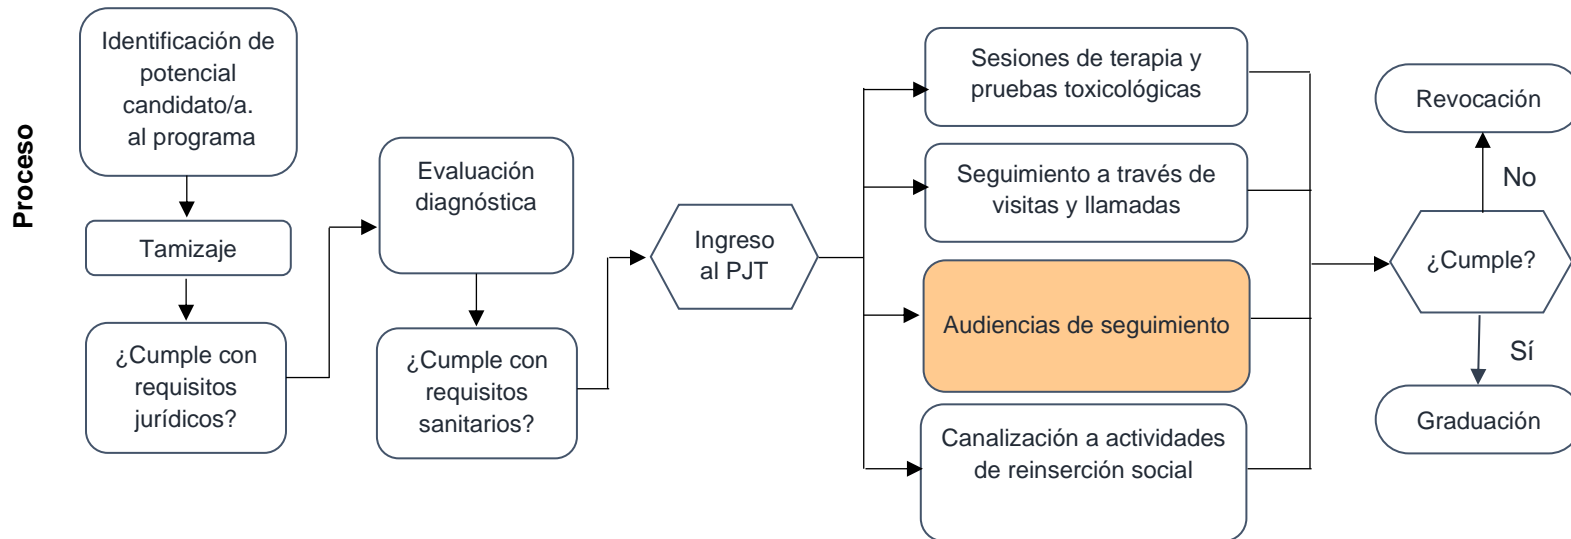 Proceso
Identificación de
potencial
candidato/a.
al programa
Tamizaje
¿Cumple con
requisitos
jurídicos?
Evaluación
diagnóstica
¿Cumple con
requisitos
sanitarios?
Ingreso
al PJT
Sesiones de terapia y
pruebas toxicológicas
Seguimiento a través de
visitas y llamadas
Audiencias de seguimiento
Canalización a actividades
de reinserción social
Revocación
No
¿Cumple?
Sí
Graduación